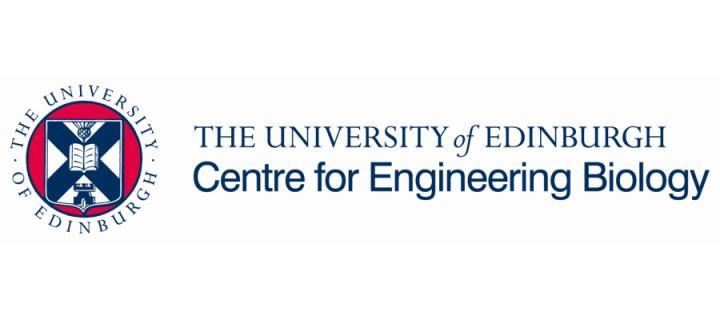 THE UNIVERSITY
OF EDINBURGH
THE UNIVERSITY of EDINBURGH
Centre for Engineering Biology